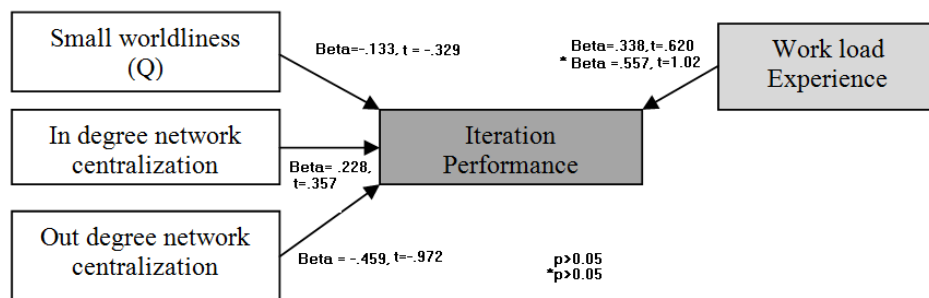 Small worldliness
(Q)
Beta=-.133, t = -.329
Beta=.338, t=.620
* Beta =.557, t=1.02
Work load
Experience
In degree network
centralization
Beta= .228,
t=.357
Iteration
Performance
Out degree network
centralization
Beta = -.459, t=-.972
p>0.05
*p>0.05